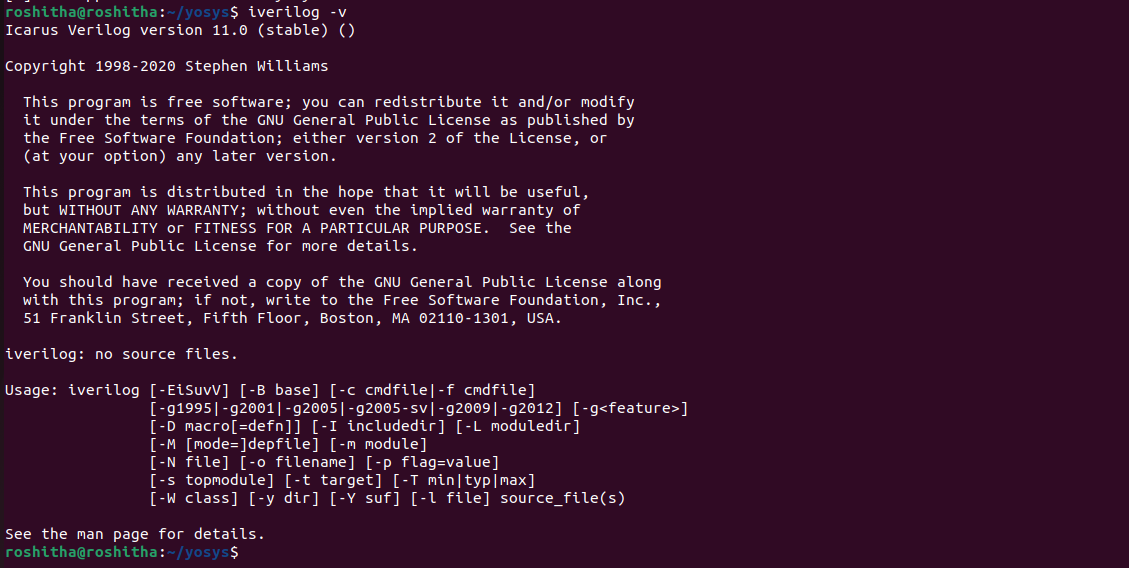 roshitha@roshitha:~/yosys$ iverilog -v
Icarus Verilog version 11.0 (stable) ()
Copyright 1998-2020 Stephen Williams
This program is free software; you can redistribute it and/or modify
it under the terms of the GNU General Public License as published by
the Free Software Foundation; either version 2 of the License, or
(at your option) any later version.
This program is distributed in the hope that it will be useful,
but WITHOUT ANY WARRANTY; without even the implied warranty of
MERCHANTABILITY or FITNESS FOR A PARTICULAR PURPOSE.  See the
GNU General Public License for more details.
You should have received a copy of the GNU General Public License along
with this program; if not, write to the Free Software Foundation, Inc.,
51 Franklin Street, Fifth Floor, Boston, MA 02110-1301, USA.
iverilog: no source files.
Usage: iverilog [-EiSuvV] [-B base] [-c cmdfile|-f cmdfile]
[-g1995|-g2001|-g2005|-g2005-sv|-g2009|-g2012] [-g<feature>]
[-D macro[=defn]] [-I includedir] [-L moduledir]
[-M [mode=]depfile] [-m module]
[-N file] [-o filename] [-p flag=value]
[-s topmodule] [-t target] [-T min|typ|max]
[-W class] [-y dir] [-Y suf] [-l file] source_file(s)
See the man page for details.
roshitha@roshitha:~/yosys$